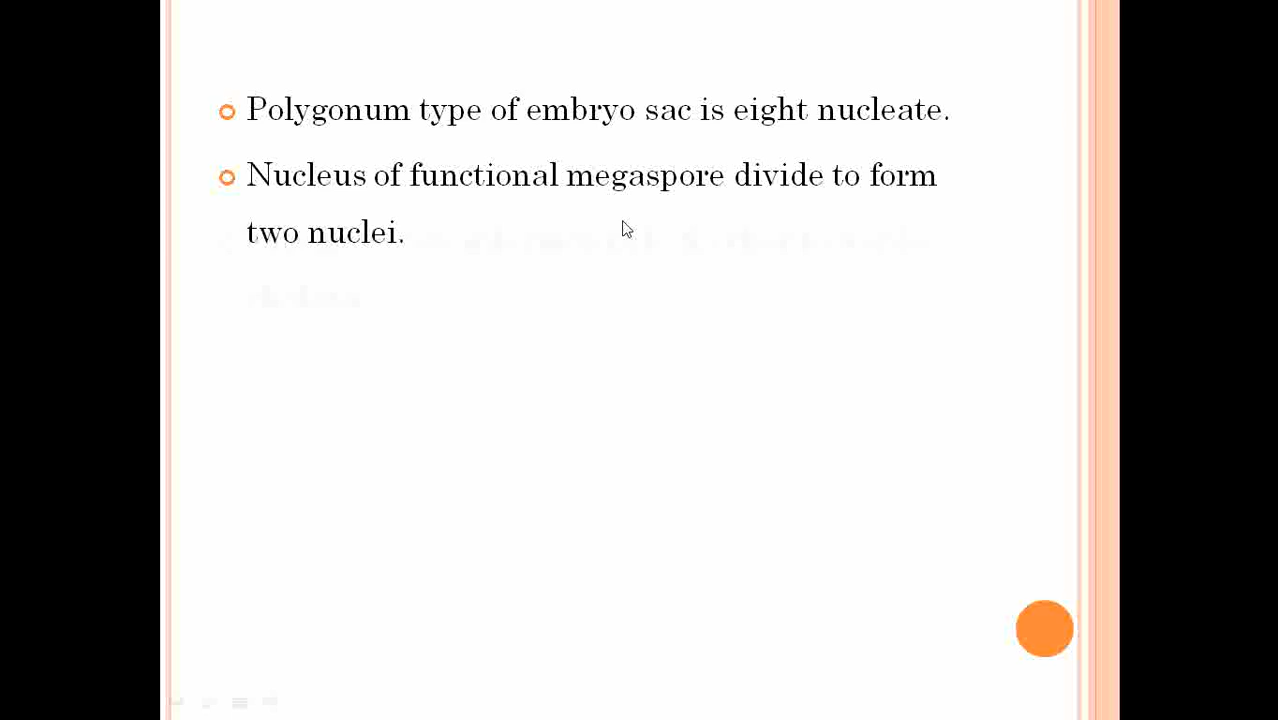 Polygonum type of embryo sac is eight nucleate.
Nucleus of functional megaspore divide to form
two nuclei.